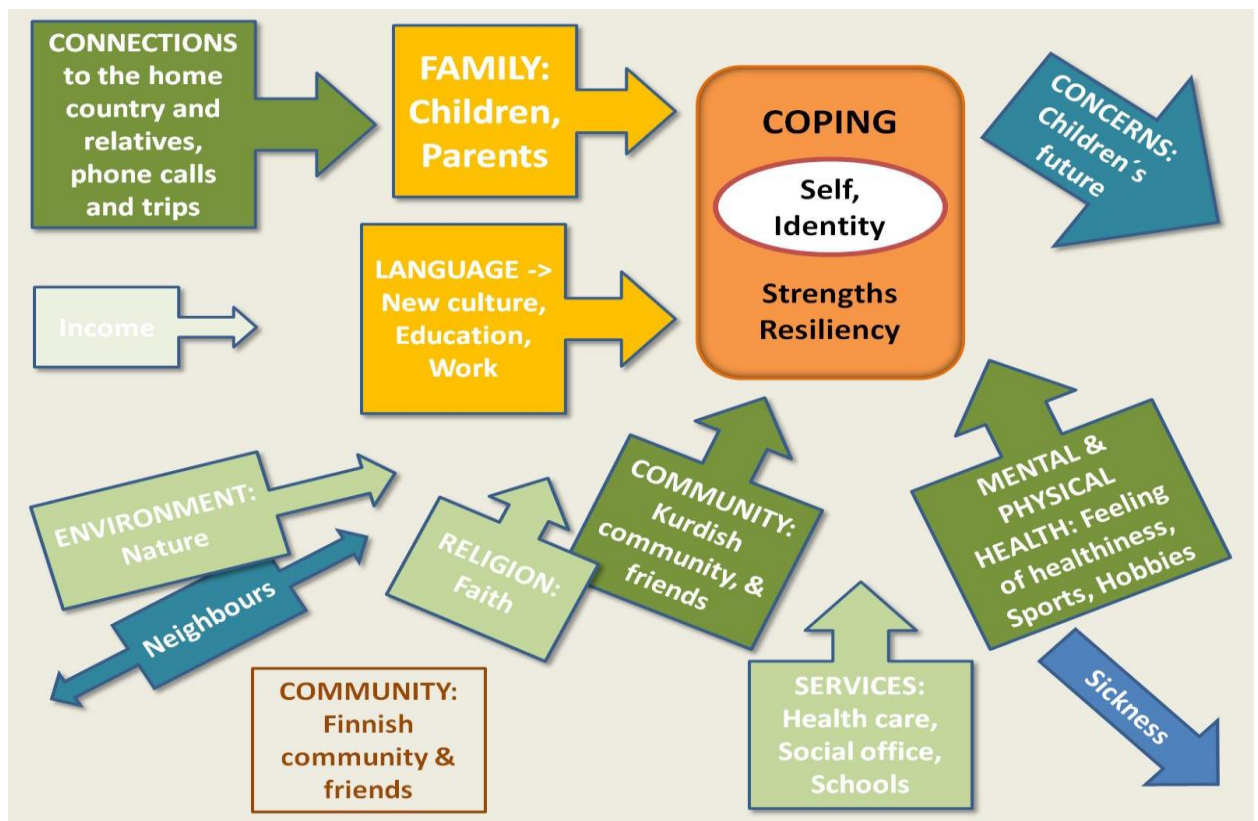 CONNECTIONS
to the home
country and
relatives,
phone calls
and trips
FAMILY:
Children,
Parents
COPING
Self,
Identity
Strengths
Resiliency
CONCERNS:
Children´s
future
Income
LANGUAGE ->
New culture,
Education,
Work
ENVIRONMENT:
Nature
Neighbours
RELIGION:
Faith
COMMUNITY:
Kurdish
community, &
friends
MENTAL &
PHYSICAL
HEALTH: Feeling
of healthiness,
Sports, Hobbies
COMMUNITY:
Finnish
community &
friends
SERVICES:
Health care,
Social office,
Schools
Sickness